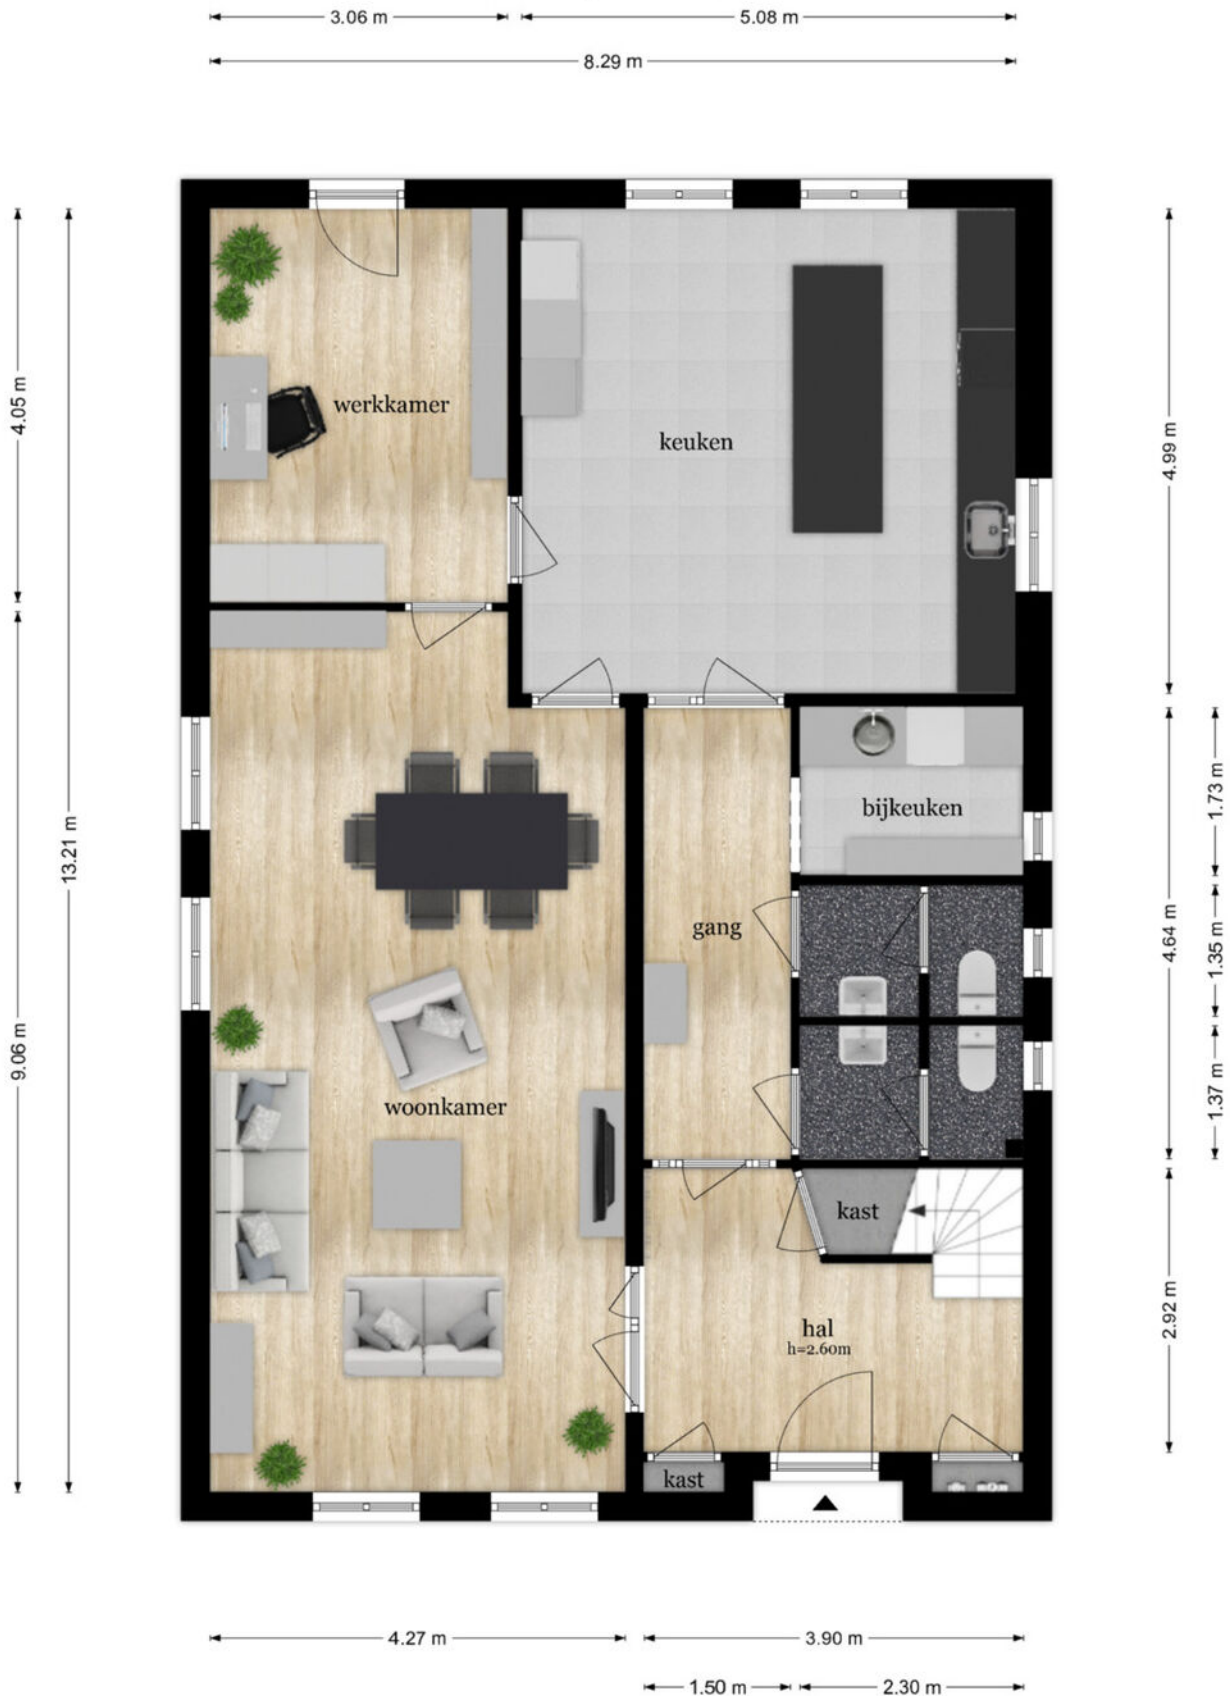 3.06 m
5.08 m
8.29 m
4.05 m
13.21 m
9.06 m
werkkamer
keuken
4.99 m
bijkeuken
1.73 m
gang
4.64 m
1.35 m
1.37 m
woonkamer
kast
hal
h=2.60m
2.92 m
kast
4.27 m
3.90 m
1.50 m
2.30 m